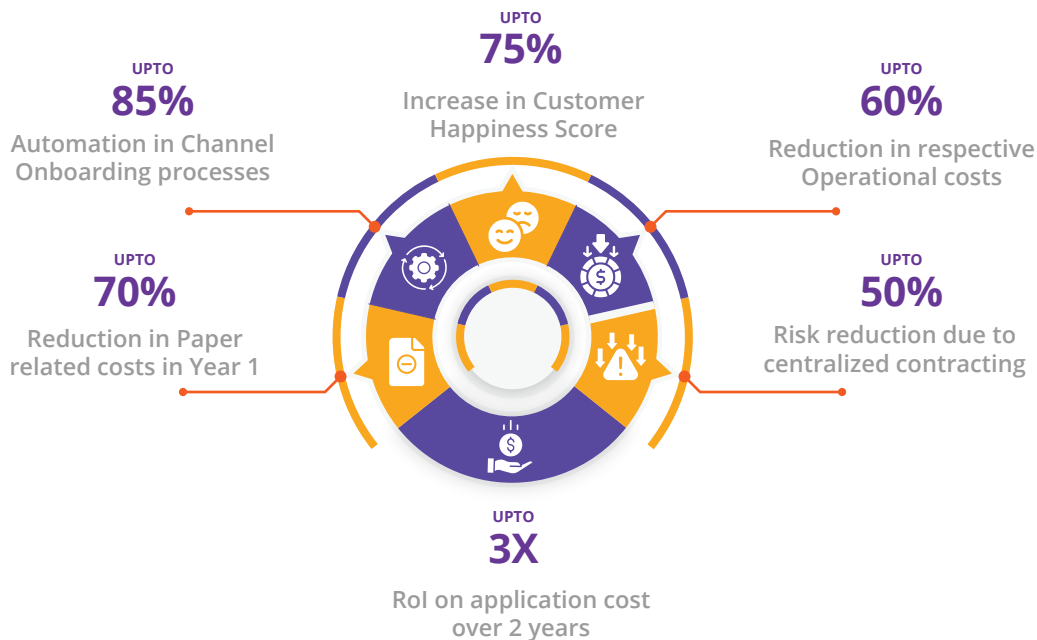 UPTO
75%
Increase in Customer
Happiness Score
UPTO
85%
Automation in Channel
Onboarding processes
UPTO
60%
Reduction in respective
Operational costs
UPTO
70%
Reduction in Paper
related costs in Year 1
UPTO
50%
Risk reduction due to
centralized contracting
$
$
!
UPTO
3X
RoI on application cost
over 2 years